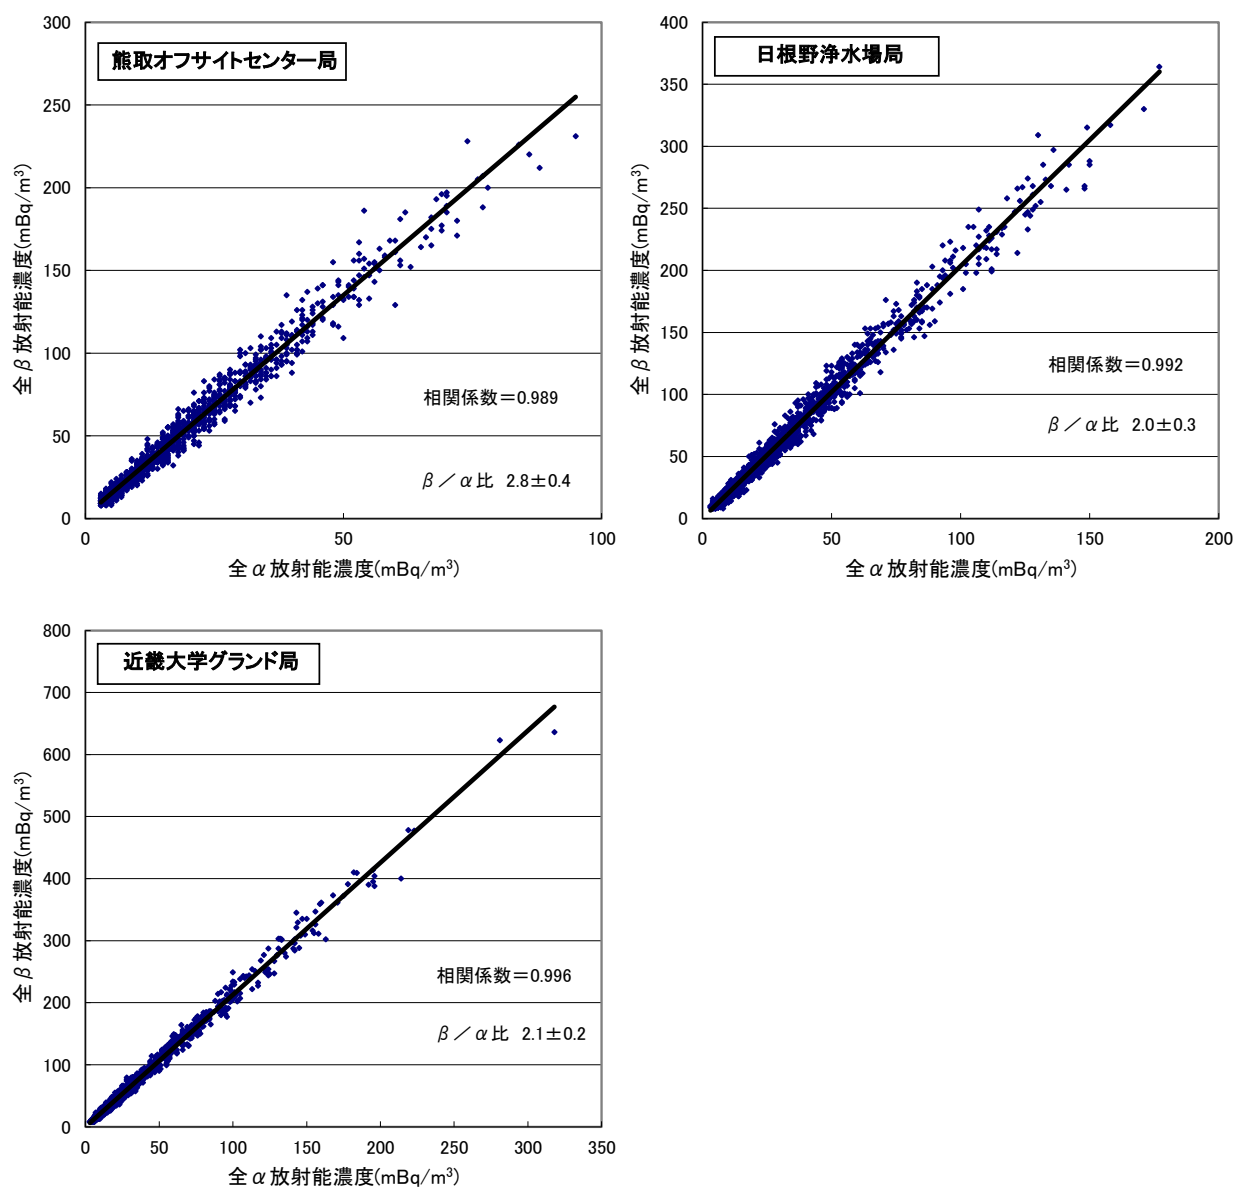 熊取オフサイトセンター局
300
250
200
150
100
50
0
全β放射能濃度(mBq/m³)
相関係数＝0.989
β／α比 2.8±0.4
0 50 100
全α放射能濃度(mBq/m³)
日根野浄水場局
400
350
300
250
200
150
100
50
0
全β放射能濃度(mBq/m³)
相関係数＝0.992
β／α比 2.0±0.3
0 50 100 150 200
全α放射能濃度(mBq/m³)
近畿大学グランド局
800
700
600
500
400
300
200
100
0
全β放射能濃度(mBq/m³)
相関係数＝0.996
β／α比 2.1±0.2
0 50 100 150 200 250 300 350
全α放射能濃度(mBq/m³)